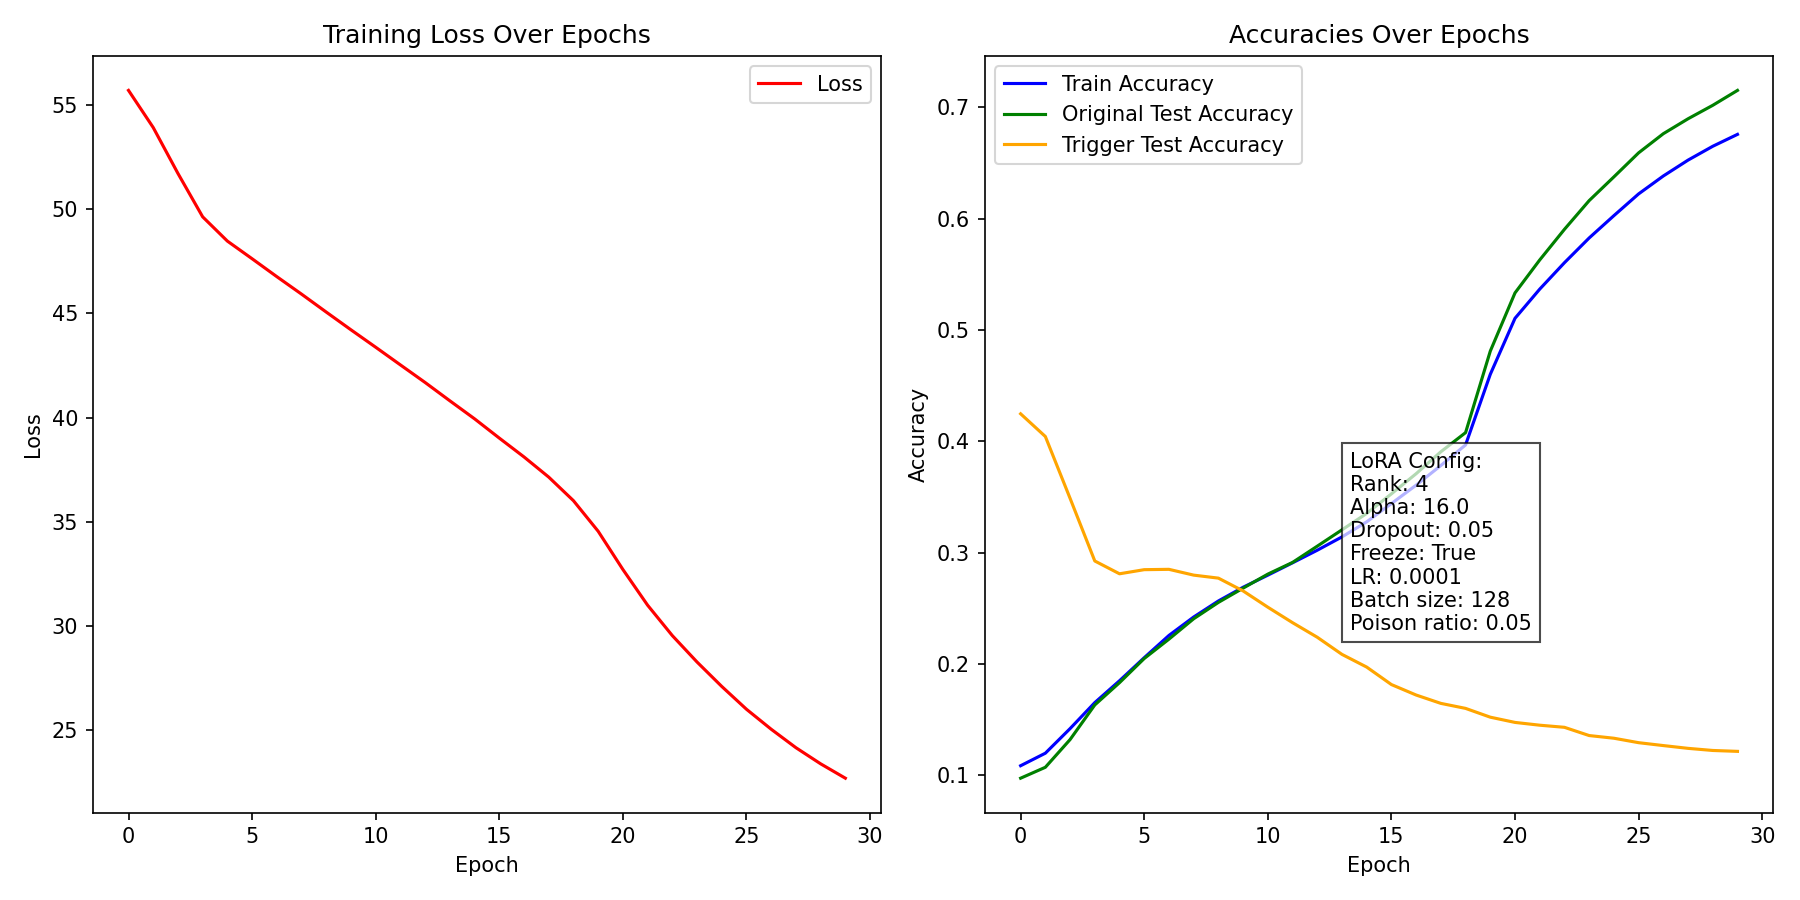 Training Loss Over Epochs
Loss
55
50
45
40
35
30
25
Loss
0 5 10 15 20 25 30
Epoch
Accuracies Over Epochs
Train Accuracy
Original Test Accuracy
Trigger Test Accuracy
0.7
0.6
0.5
0.4
0.3
0.2
0.1
Accuracy
LoRA Config:
Rank: 4
Alpha: 16.0
Dropout: 0.05
Freeze: True
LR: 0.0001
Batch size: 128
Poison ratio: 0.05
0 5 10 15 20 25 30
Epoch